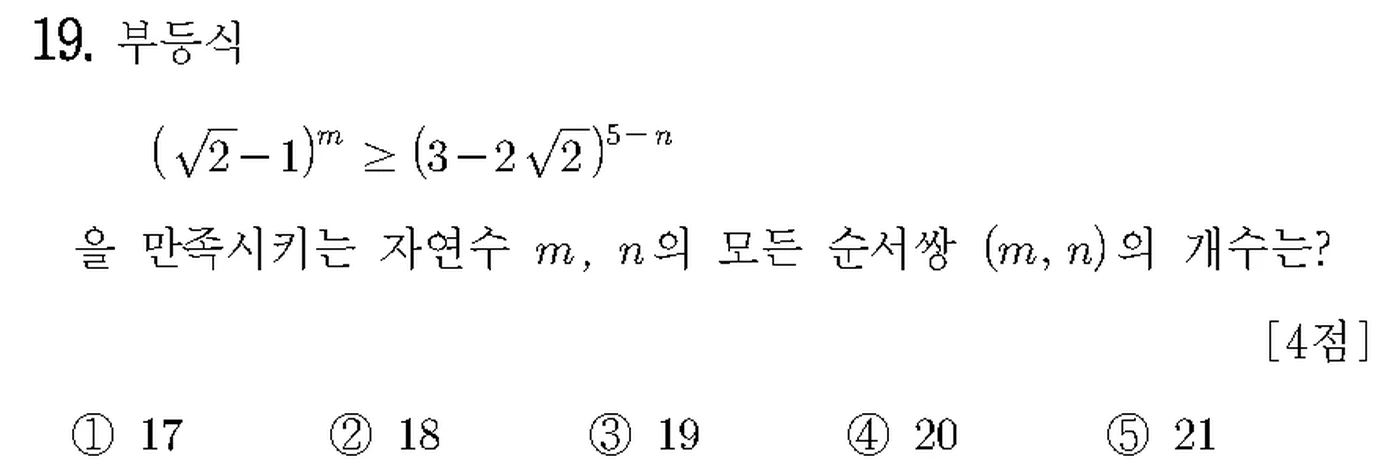 19. 부등식
(√2 − 1)^m ≥ (3 − 2√2)^(5−n)
을 만족시키는 자연수 m, n의 모든 순서쌍 (m, n)의 개수는?
[4점]
① 17 ② 18 ③ 19 ④ 20 ⑤ 21